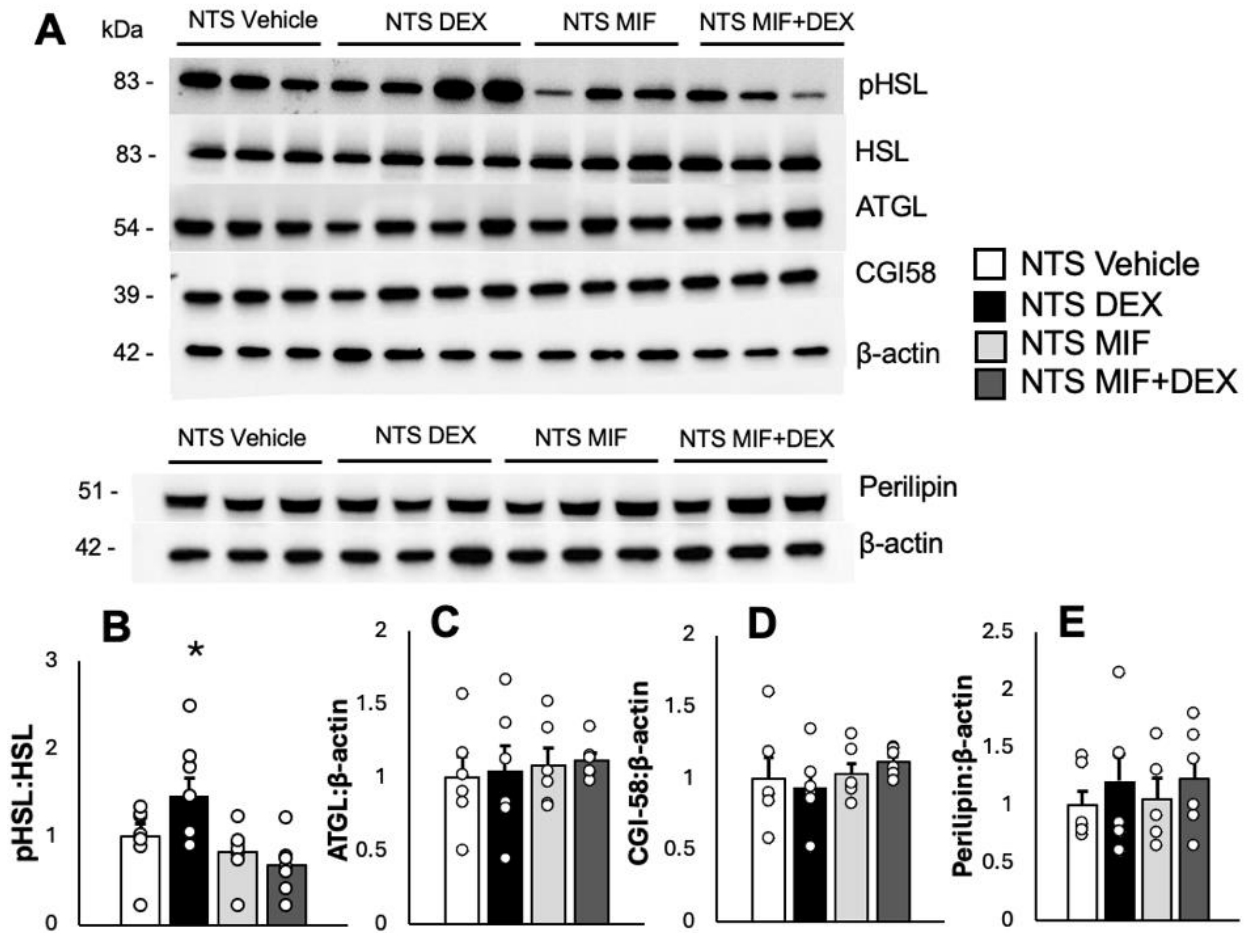 A
kDa
NTS Vehicle
NTS DEX
NTS MIF
NTS MIF+DEX
83 -
pHSL
83 -
HSL
54 -
ATGL
39 -
CGI58
42 -
β-actin
NTS Vehicle
NTS DEX
NTS MIF
NTS MIF+DEX
NTS Vehicle
NTS DEX
NTS MIF
NTS MIF+DEX
51 -
Perilipin
42 -
β-actin
B
pHSL:HSL
3
2
1
0
*
C
ATGL:β-actin
2
1.5
1
0.5
0
D
CGI-58:β-actin
2
1.5
1
0.5
0
E
Perilipin:β-actin
2.5
2
1.5
1
0.5
0